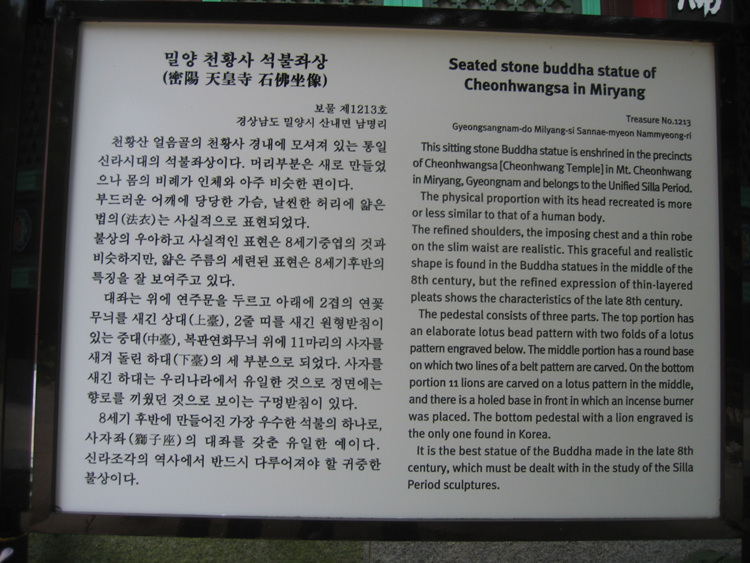 밀양 천황사 석불좌상
(密陽 天皇寺 石佛坐像)
보물 제1213호
경상남도 밀양시 산내면 남명리
천황산 얼음골의 천황사 경내에 모셔져 있는 통일
신라시대의 석불좌상이다. 머리부분은 새로 만들었
으나 몸의 비례가 인체와 아주 비슷한 편이다.
부드러운 어깨에 당당한 가슴, 날씬한 허리에 얇은
법의(法衣)는 사실적으로 표현되었다.
불상의 우아하고 사실적인 표현은 8세기중엽의 것과
비슷하지만, 얇은 주름의 세련된 표현은 8세기후반의
특징을 잘 보여주고 있다.
대좌는 위에 연주문을 두르고 아래에 2겹의 연꽃
무늬를 새긴 상대(上臺), 2줄 띠를 새긴 원형받침이
있는 중대(中臺), 복판연화무늬 위에 11마리의 사자를
새겨 돌린 하대(下臺)의 세 부분으로 되었다. 사자를
새긴 하대는 우리나라에서 유일한 것으로 정면에는
향로를 끼웠던 것으로 보이는 구멍받침이 있다.
8세기 후반에 만들어진 가장 우수한 석불의 하나로,
사자좌(獅子座)의 대좌를 갖춘 유일한 예이다.
신라조각의 역사에서 반드시 다루어져야 할 귀중한
불상이다.
Seated stone buddha statue of
Cheonhwangsa in Miryang
Treasure No.1213
Gyeongsangnam-do Milyang-si Sannae-myeon Nammyeong-ri
This sitting stone Buddha statue is enshrined in the precincts
of Cheonhwangsa [Cheonhwang Temple] in Mt. Cheonhwang
in Miryang, Gyeongnam and belongs to the Unified Silla Period.
The physical proportion with its head recreated is more
or less similar to that of a human body.
The refined shoulders, the imposing chest and a thin robe
on the slim waist are realistic. This graceful and realistic
shape is found in the Buddha statues in the middle of the
8th century, but the refined expression of thin-layered
pleats shows the characteristics of the late 8th century.
The pedestal consists of three parts. The top portion has
an elaborate lotus bead pattern with two folds of a lotus
pattern engraved below. The middle portion has a round base
on which two lines of a belt pattern are carved. On the bottom
portion 11 lions are carved on a lotus pattern in the middle,
and there is a holed base in front in which an incense burner
was placed. The bottom pedestal with a lion engraved is
the only one found in Korea.
It is the best statue of the Buddha made in the late 8th
century, which must be dealt with in the study of the Silla
Period sculptures.